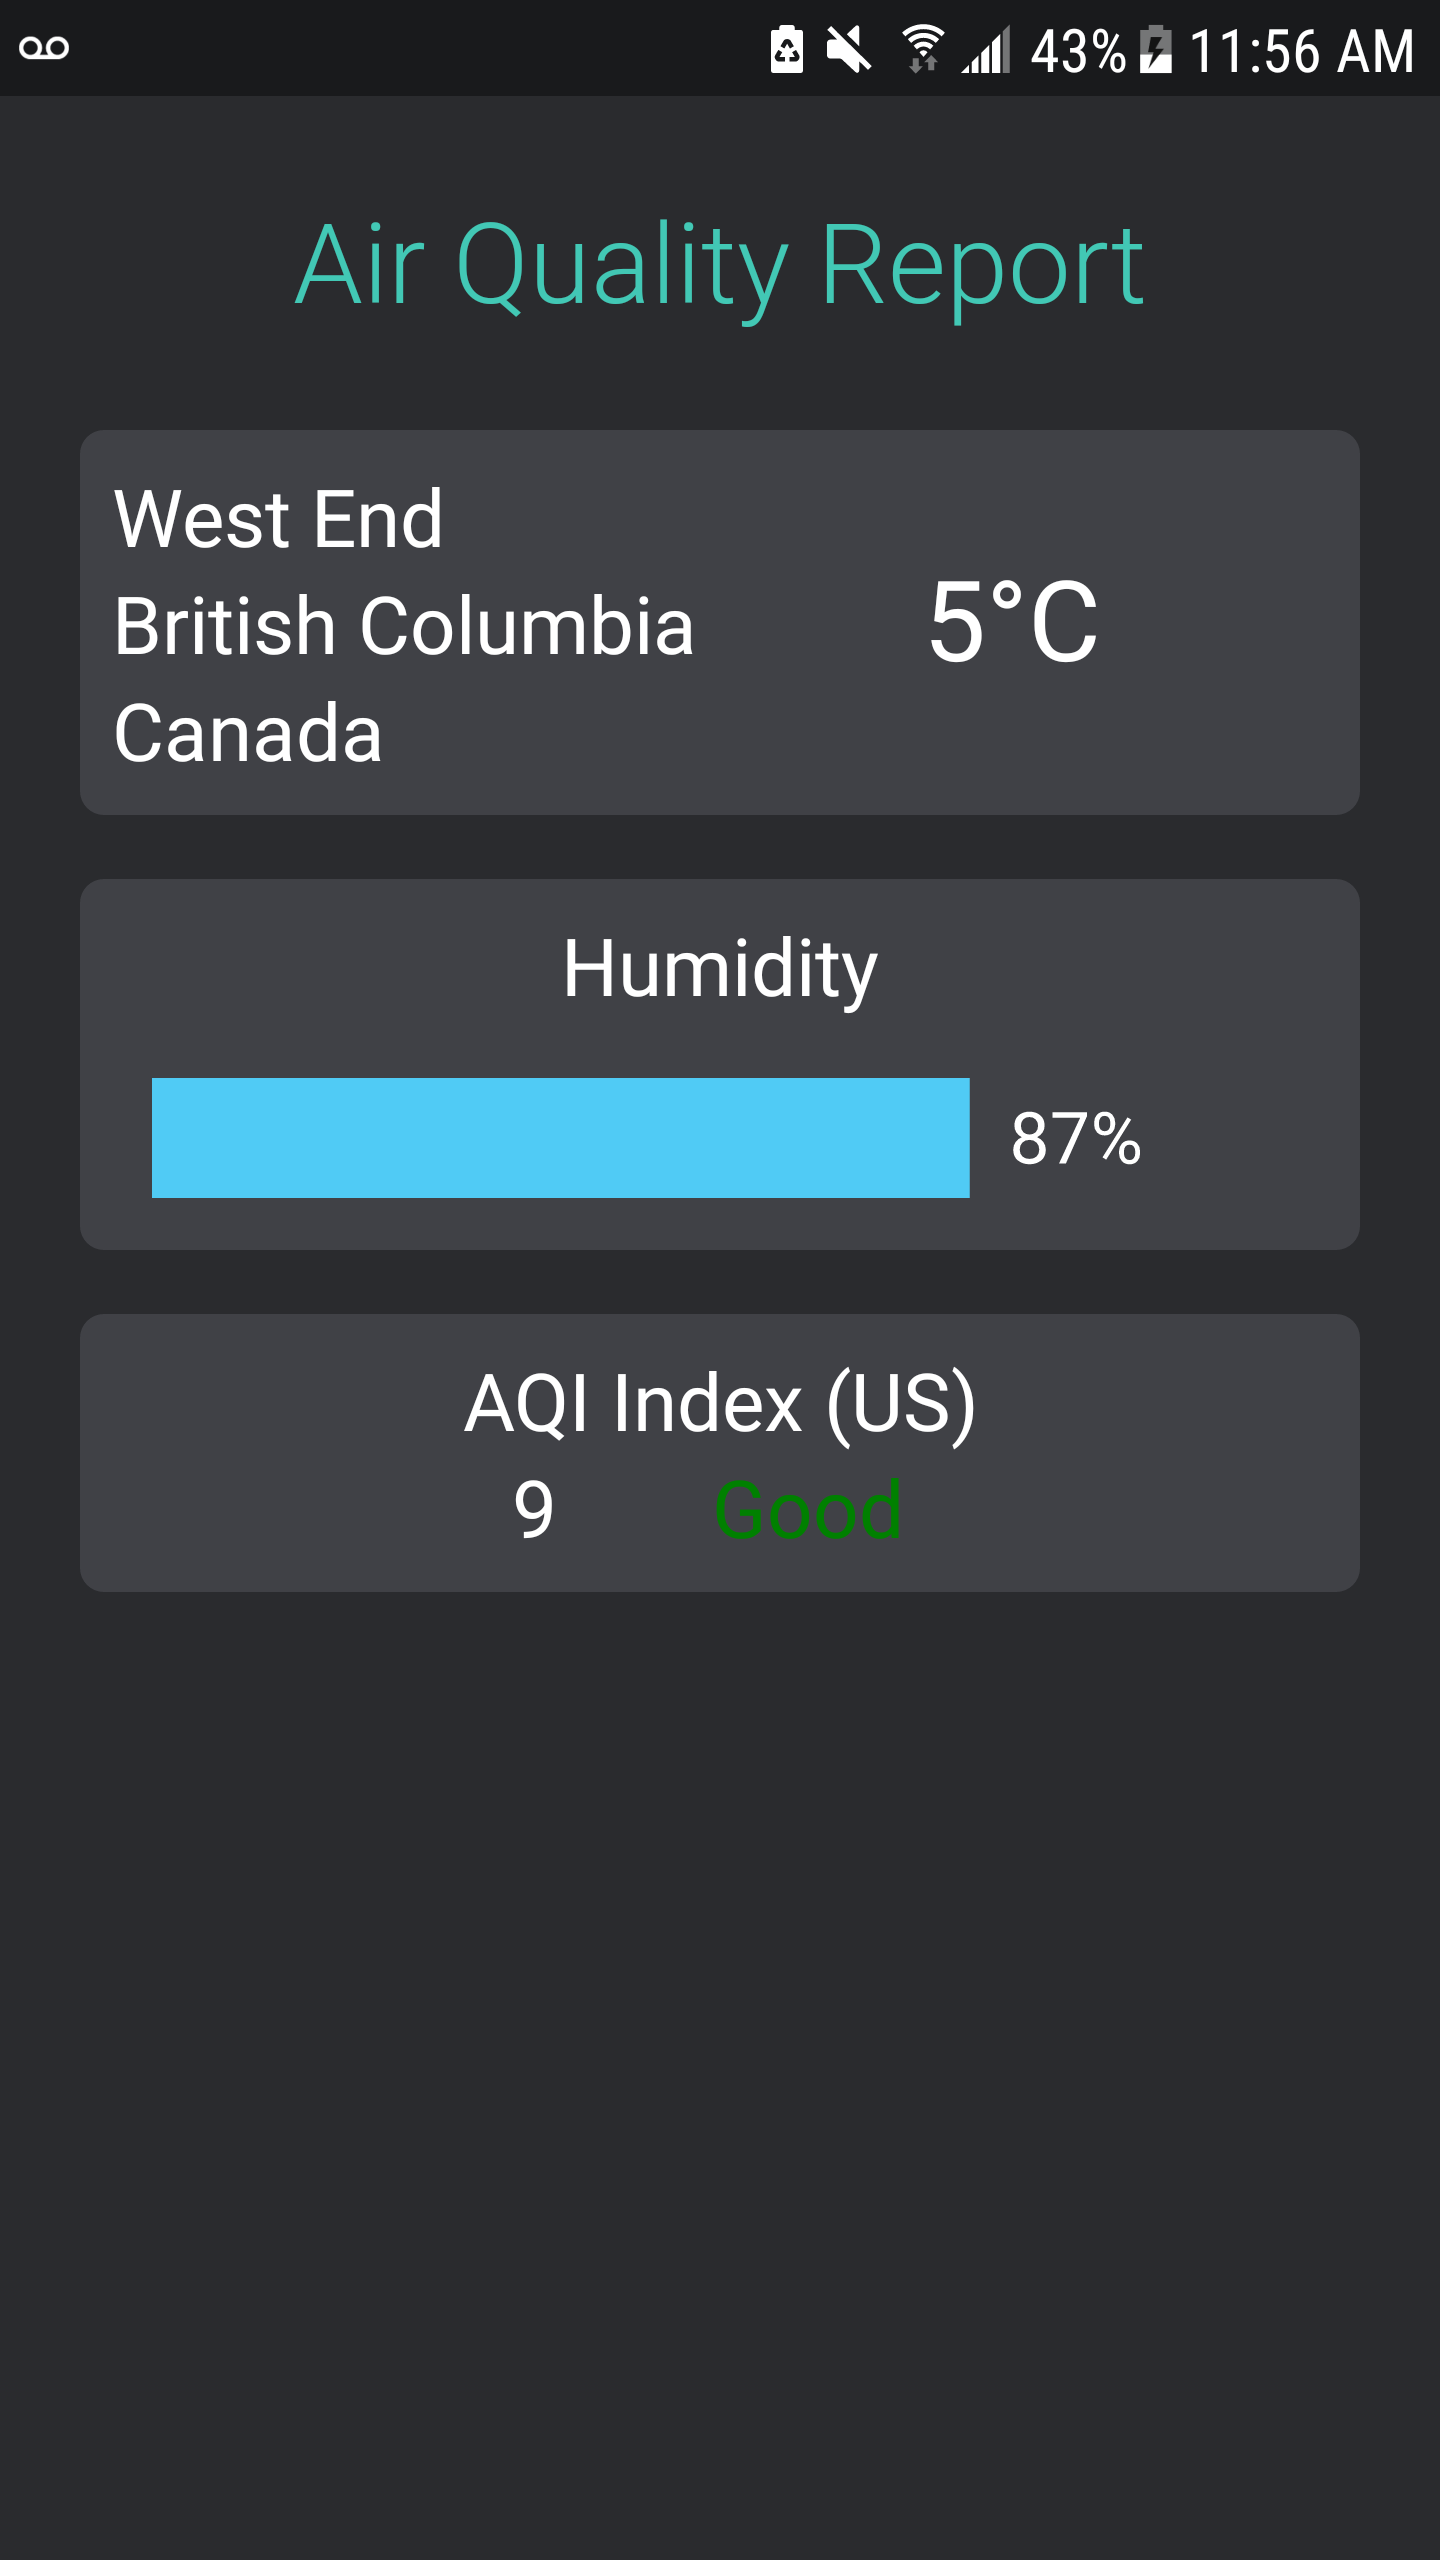 43% 11:56 AM
Air Quality Report
West End
British Columbia
Canada
5°C
Humidity
87%
AQI Index (US)
9 Good